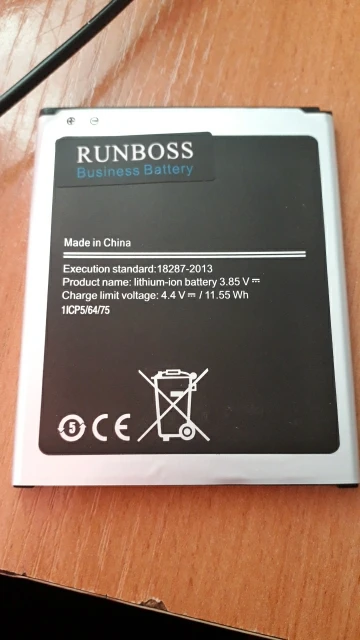 RUNBOSS
Business Battery
Made in China
Execution standard:18287-2013
Product name: lithium-ion battery 3.85 V ⎓
Charge limit voltage: 4.4 V ⎓ / 11.55 Wh
1ICP5/64/75
5 CE